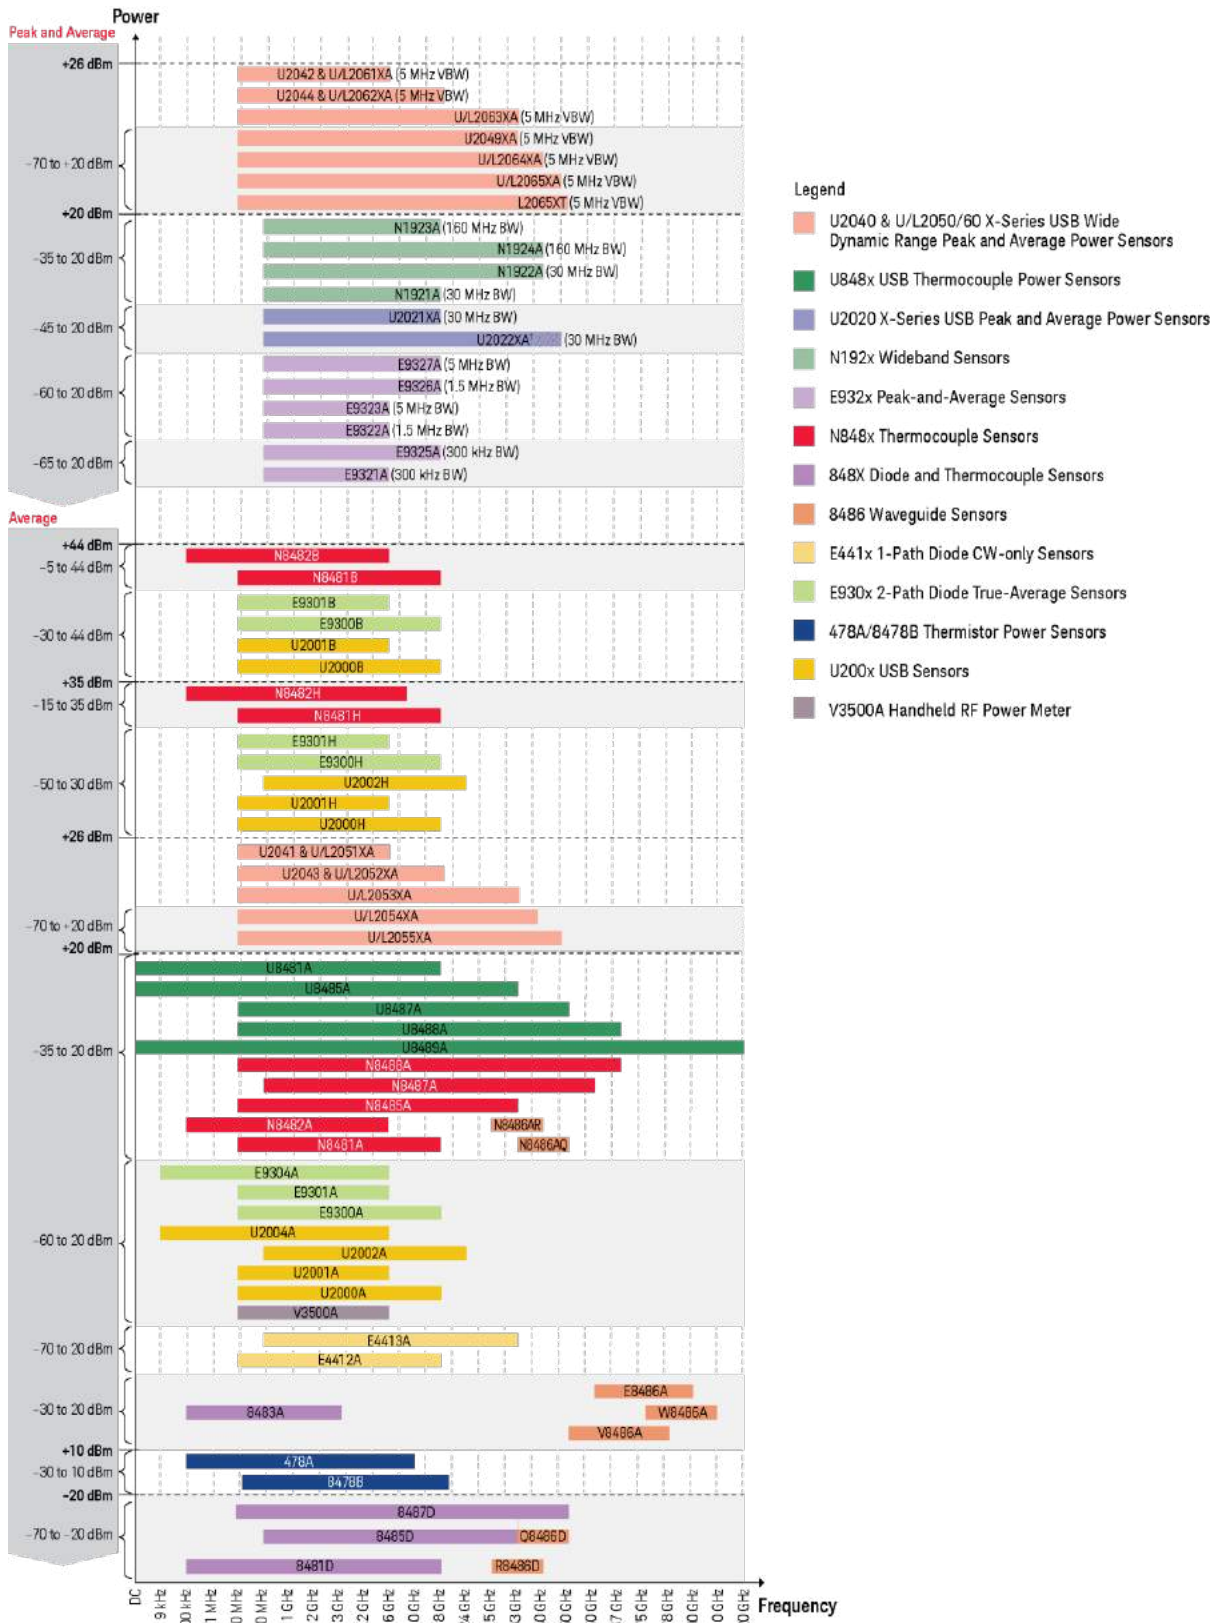 Power
Peak and Average
+26 dBm
U2042 & U/L2061XA (5 MHz VBW)
U2044 & U/L2062XA (5 MHz VBW)
U/L2063XA (5 MHz VBW)
U2049XA (5 MHz VBW)
-70 to +20 dBm
U/L2064XA (5 MHz VBW)
U/L2065XA (5 MHz VBW)
L2065XT (5 MHz VBW)
+20 dBm
N1923A (160 MHz BW)
N1924A (160 MHz BW)
-35 to 20 dBm
N1922A (30 MHz BW)
N1921A (30 MHz BW)
U2021XA (30 MHz BW)
-45 to 20 dBm
U2022XA (30 MHz BW)
E9327A (5 MHz BW)
E9326A (1.5 MHz BW)
-60 to 20 dBm
E9323A (5 MHz BW)
E9322A (1.5 MHz BW)
E9325A (300 kHz BW)
-65 to 20 dBm
E9321A (300 kHz BW)
Average
+44 dBm
N8482B
-5 to 44 dBm
N8481B
E9301B
E9300B
-30 to 44 dBm
U2001B
U2000B
+35 dBm
N8482H
-15 to 35 dBm
N8481H
E9301H
E9300H
-50 to 30 dBm
U2002H
U2001H
U2000H
+26 dBm
U2041 & U/L2051XA
U2043 & U/L2052XA
U/L2053XA
U/L2054XA
-70 to +20 dBm
U/L2055XA
+20 dBm
U8481A
U8485A
U8487A
U8488A
U8489A
-35 to 20 dBm
N8488A
N8487A
N8485A
N8482A N8486AR
N8481A N8486AQ
E9304A
E9301A
E9300A
U2004A
-60 to 20 dBm
U2002A
U2001A
U2000A
V3500A
E4413A
-70 to 20 dBm
E4412A
E8486A
-30 to 20 dBm
8483A W8486A
V8486A
+10 dBm
478A
-30 to 10 dBm
8478B
-20 dBm
8487D
-70 to -20 dBm
8485D Q8486D
8481D R8486D
DC
9 kHz
1 GHz
2 GHz
Frequency
Legend
U2040 & U/L2050/60 X-Series USB Wide
Dynamic Range Peak and Average Power Sensors
U848x USB Thermocouple Power Sensors
U2020 X-Series USB Peak and Average Power Sensors
N192x Wideband Sensors
E932x Peak-and-Average Sensors
N848x Thermocouple Sensors
848X Diode and Thermocouple Sensors
8486 Waveguide Sensors
E441x 1-Path Diode CW-only Sensors
E930x 2-Path Diode True-Average Sensors
478A/8478B Thermistor Power Sensors
U200x USB Sensors
V3500A Handheld RF Power Meter